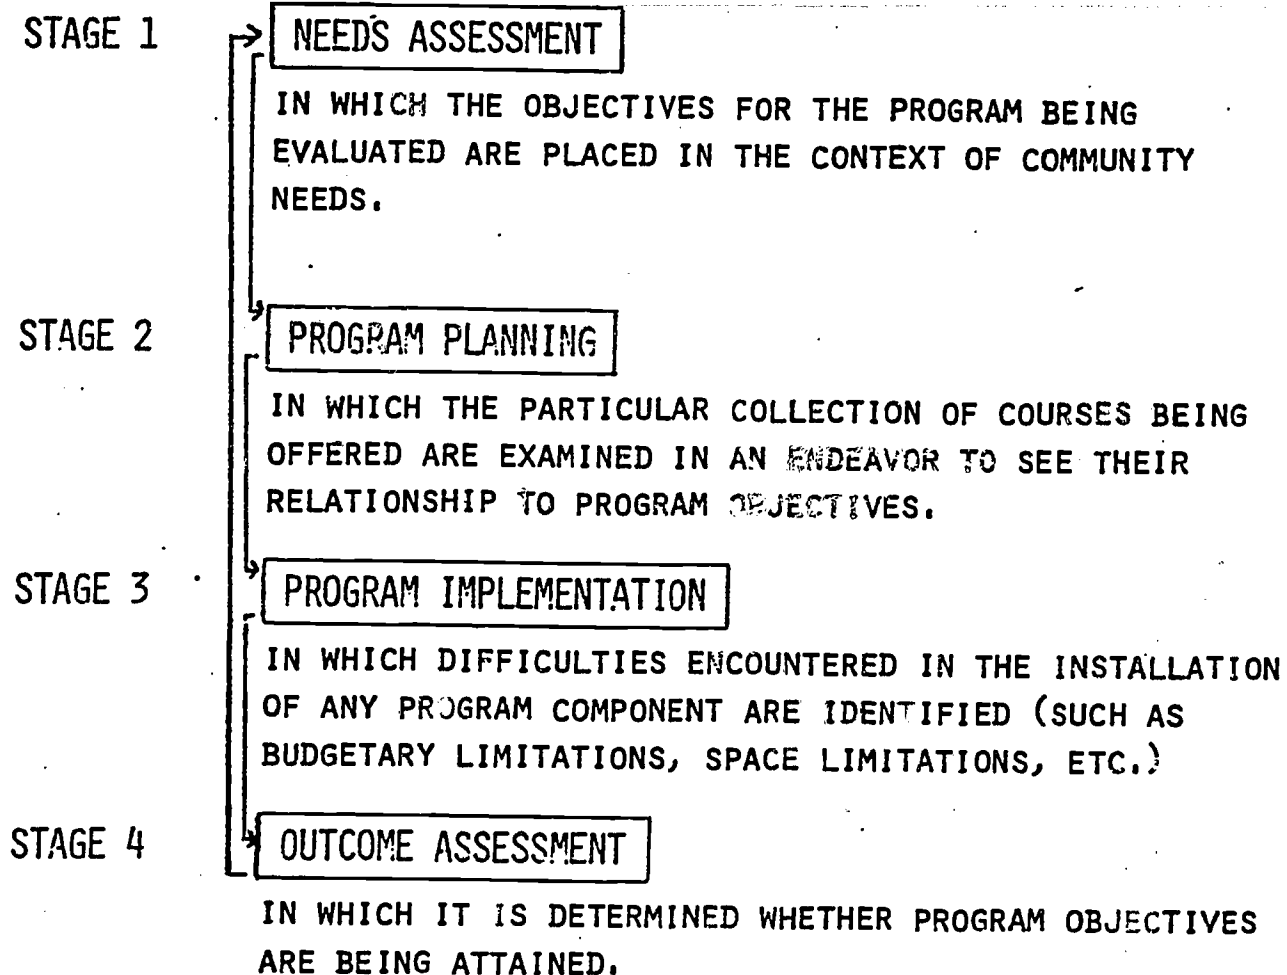 STAGE 1 NEEDS ASSESSMENT
IN WHICH THE OBJECTIVES FOR THE PROGRAM BEING
EVALUATED ARE PLACED IN THE CONTEXT OF COMMUNITY
NEEDS.
STAGE 2 PROGRAM PLANNING
IN WHICH THE PARTICULAR COLLECTION OF COURSES BEING
OFFERED ARE EXAMINED IN AN ENDEAVOR TO SEE THEIR
RELATIONSHIP TO PROGRAM OBJECTIVES.
STAGE 3 PROGRAM IMPLEMENTATION
IN WHICH DIFFICULTIES ENCOUNTERED IN THE INSTALLATION
OF ANY PROGRAM COMPONENT ARE IDENTIFIED (SUCH AS
BUDGETARY LIMITATIONS, SPACE LIMITATIONS, ETC.)
STAGE 4 OUTCOME ASSESSMENT
IN WHICH IT IS DETERMINED WHETHER PROGRAM OBJECTIVES
ARE BEING ATTAINED.